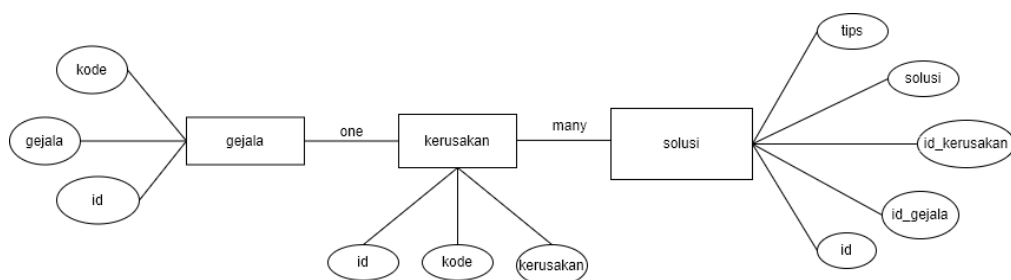 kode
gejala
id
gejala
one
kerusakan
id
kode
kerusakan
many
solusi
tips
solusi
id_kerusakan
id_gejala
id